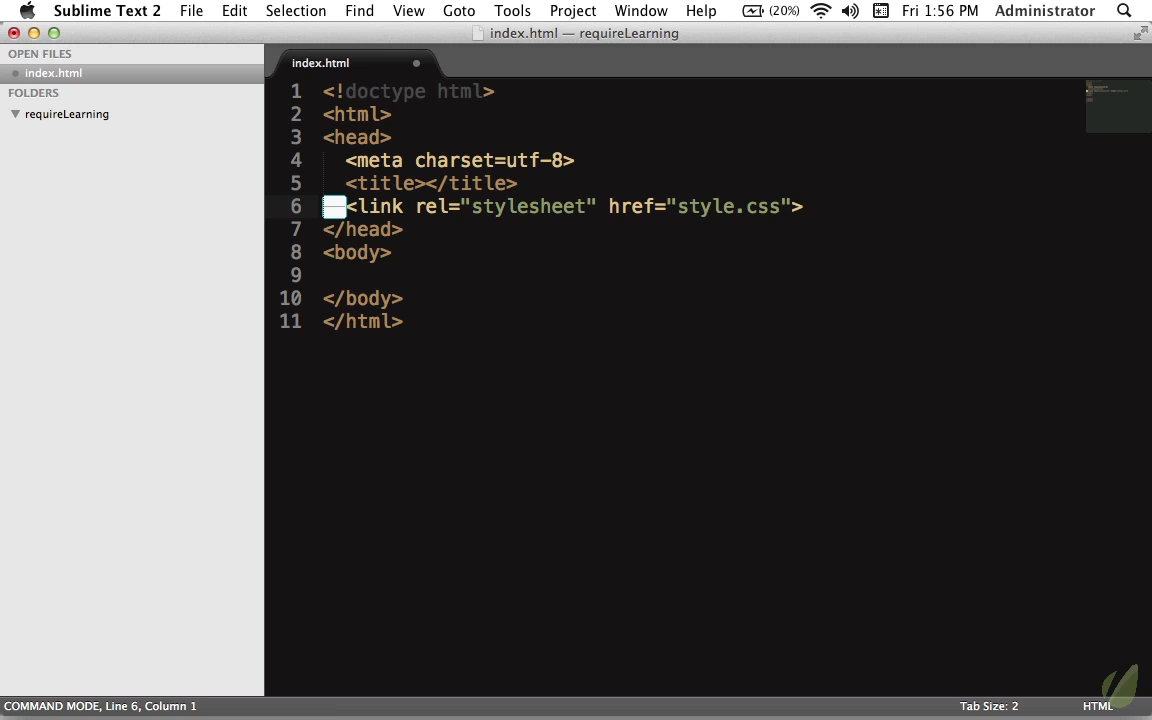 Sublime Text 2 File Edit Selection Find View Goto Tools Project Window Help (20%) Fri 1:56 PM Administrator
index.html — requireLearning
OPEN FILES
index.html
FOLDERS
requireLearning
index.html
1 <!doctype html>
2 <html>
3 <head>
4 <meta charset=utf-8>
5 <title></title>
6 <link rel="stylesheet" href="style.css">
7 </head>
8 <body>
9
10 </body>
11 </html>
COMMAND MODE, Line 6, Column 1 Tab Size: 2 HTML